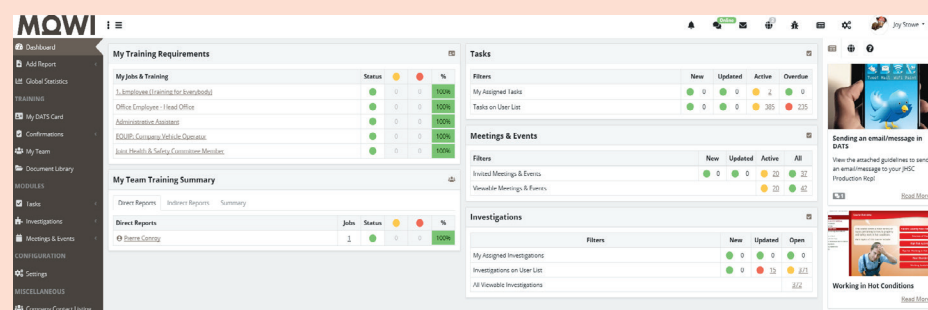 MOWI
Joy Stowe
Dashboard
Add Report
Global Statistics
TRAINING
My DATS Card
Confirmations
My Team
Document Library
MODULES
Tasks
Investigations
Meetings & Events
CONFIGURATION
Settings
MISCELLANEOUS
Company Contact Listing
My Training Requirements
My Jobs & Training Status %
1. Employee (Training for Everybody) 0 0 100%
Office Employee - Head Office 0 0 100%
Administrative Assistant 0 0 100%
EQUIP: Company Vehicle Operator 0 0 100%
Joint Health & Safety Committee Member 0 0 100%
My Team Training Summary
Direct Reports Indirect Reports Summary
Direct Reports Jobs Status %
Pierre Conroy 1 0 0 100%
Tasks
Filters New Updated Active Overdue
My Assigned Tasks 0 0 2 0
Tasks on User List 0 0 385 235
Meetings & Events
Filters New Updated Active All
Invited Meetings & Events 0 0 20 37
Viewable Meetings & Events 20 42
Investigations
Filters New Updated Open
My Assigned Investigations 0 0 0
Investigations on User List 0 15 371
All Viewable Investigations 372
Sending an email/message in
DATS
View the attached guidelines to send
an email/message to your JHSC
Production Rep!
1 Read More
Working in Hot Conditions
Read More